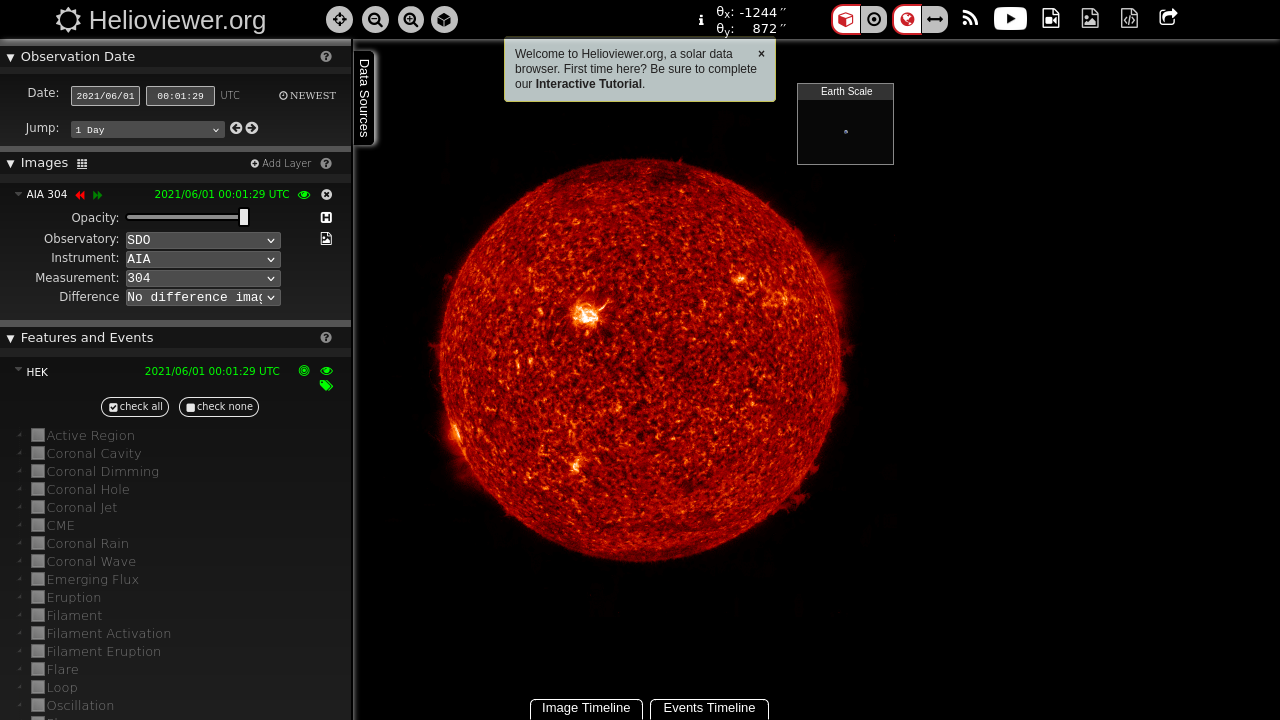 Helioviewer.org
θx: -1244 ″
θy: 872 ″
Observation Date
Date: 2021/06/01 00:01:29 UTC NEWEST
Jump: 1 Day
Images
Add Layer
AIA 304 2021/06/01 00:01:29 UTC
Opacity:
Observatory: SDO
Instrument: AIA
Measurement: 304
Difference No difference imag
Features and Events
HEK 2021/06/01 00:01:29 UTC
check all check none
Active Region
Coronal Cavity
Coronal Dimming
Coronal Hole
Coronal Jet
CME
Coronal Rain
Coronal Wave
Emerging Flux
Eruption
Filament
Filament Activation
Filament Eruption
Flare
Loop
Oscillation
Data Sources
Welcome to Helioviewer.org, a solar data
browser. First time here? Be sure to complete
our Interactive Tutorial.
Earth Scale
Image Timeline
Events Timeline